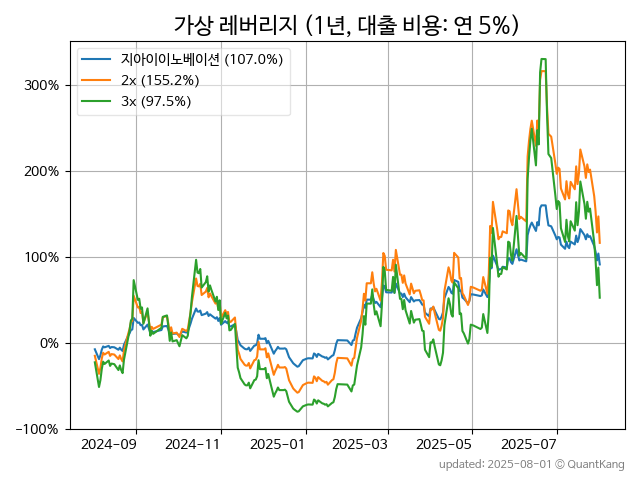 가상 레버리지 (1년, 대출 비용: 연 5%)
지아이이노베이션 (107.0%)
2x (155.2%)
3x (97.5%)
300%
200%
100%
0%
−100%
2024-09 2024-11 2025-01 2025-03 2025-05 2025-07
updated: 2025-08-01 © QuantKang